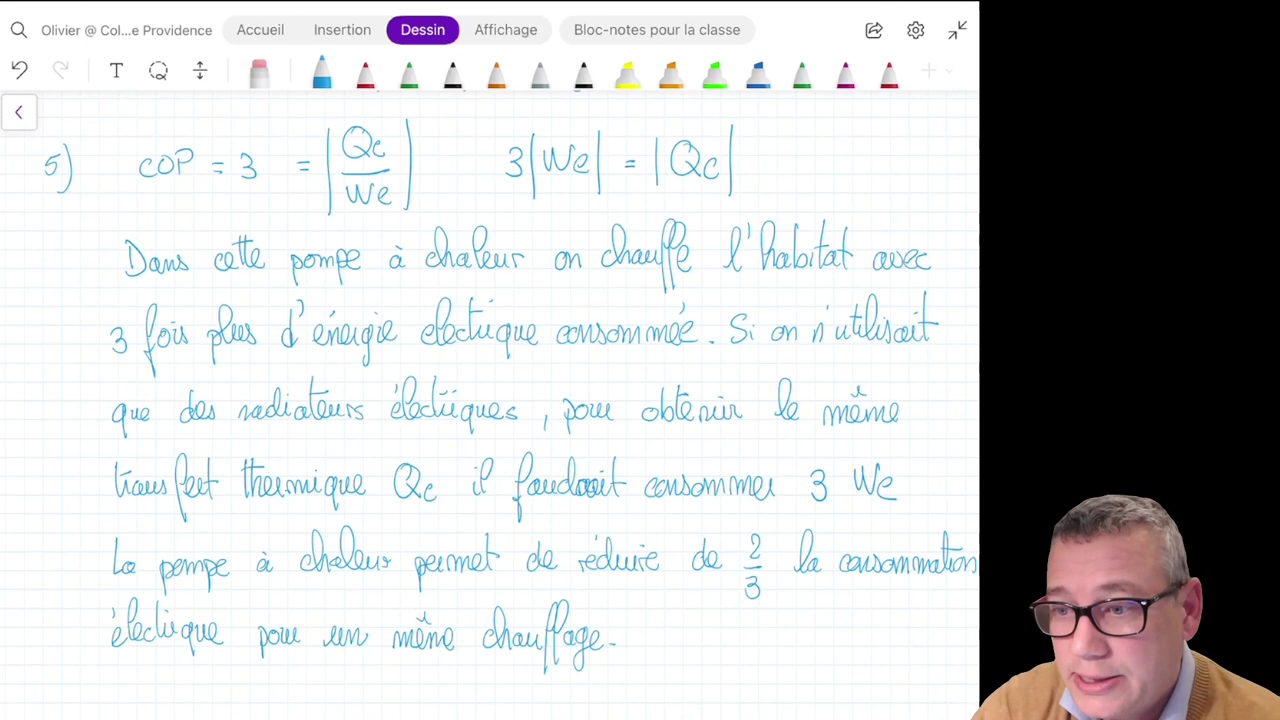 Olivier @ Col...e Providence
Accueil
Insertion
Dessin
Affichage
Bloc-notes pour la classe
5) COP = 3 = |Qc/We| 3|We| = |Qc|
Dans cette pompe à chaleur on chauffe l'habitat avec
3 fois plus d'énergie electrique consommée. Si on n'utilisait
que des radiateurs électriques, pour obtenir le même
transfert thermique Qc il faudrait consommer 3 We
La pompe à chaleur permet de réduire de 2/3 la consommation
électrique pour un même chauffage.